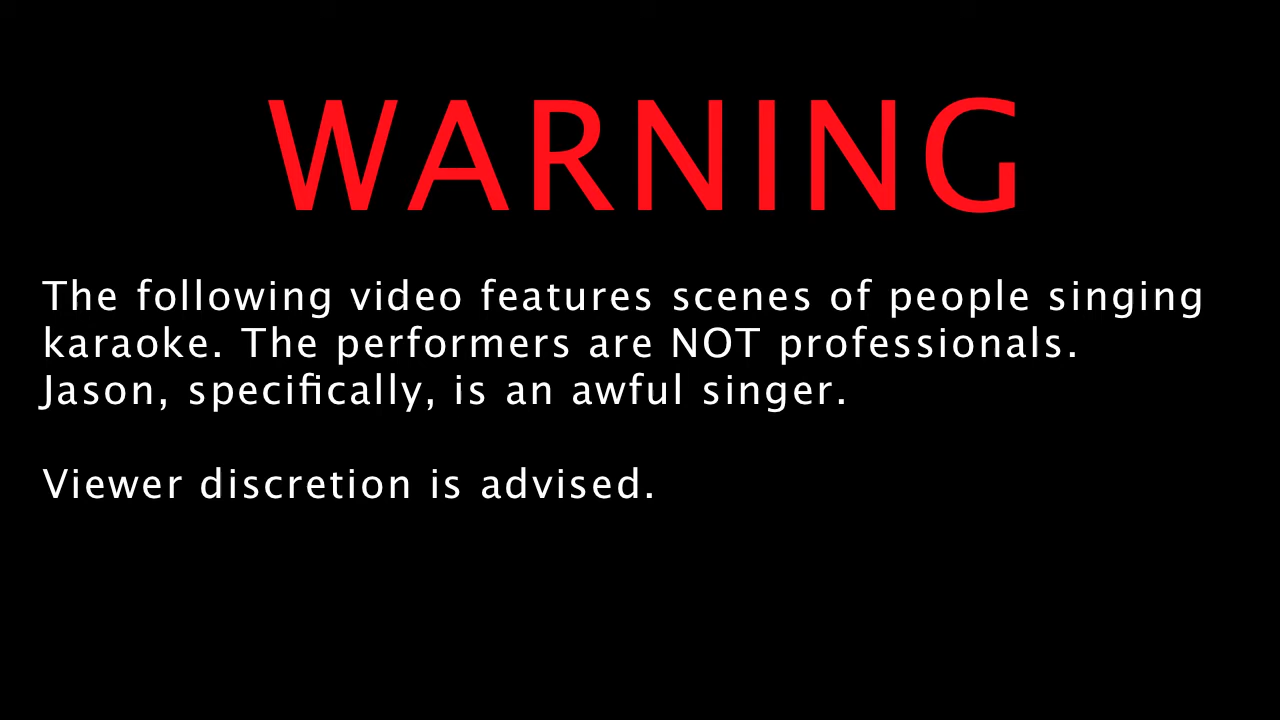 WARNING
The following video features scenes of people singing
karaoke. The performers are NOT professionals.
Jason, specifically, is an awful singer.
Viewer discretion is advised.